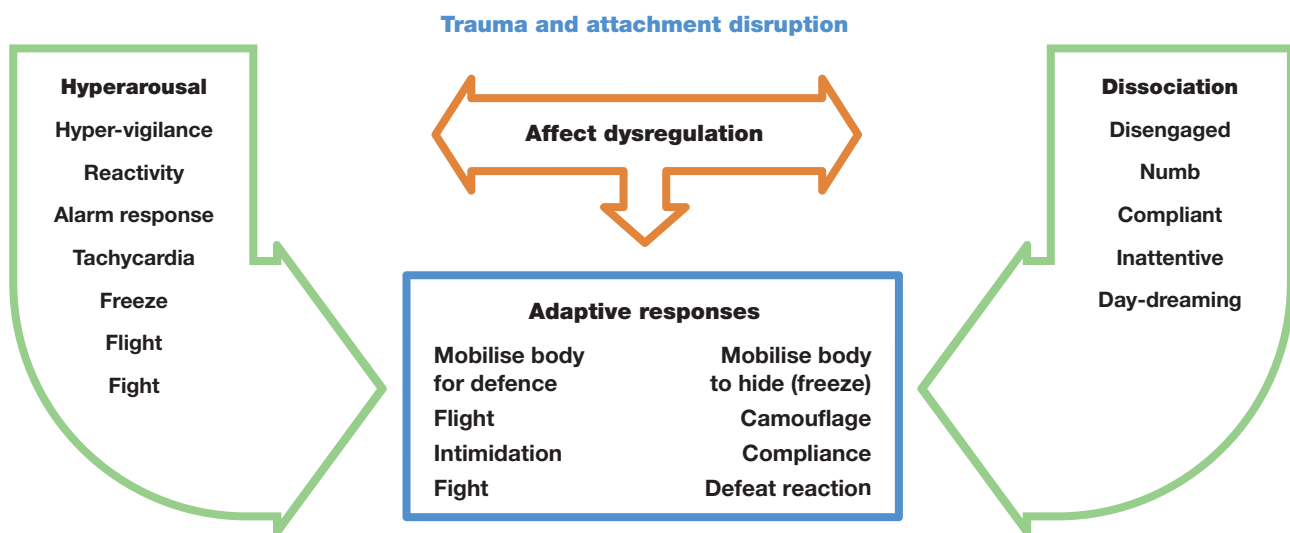 Trauma and attachment disruption
Hyperarousal
Hyper-vigilance
Reactivity
Alarm response
Tachycardia
Freeze
Flight
Fight
Affect dysregulation
Dissociation
Disengaged
Numb
Compliant
Inattentive
Day-dreaming
Adaptive responses
Mobilise body
for defence
Flight
Intimidation
Fight
Mobilise body
to hide (freeze)
Camouflage
Compliance
Defeat reaction